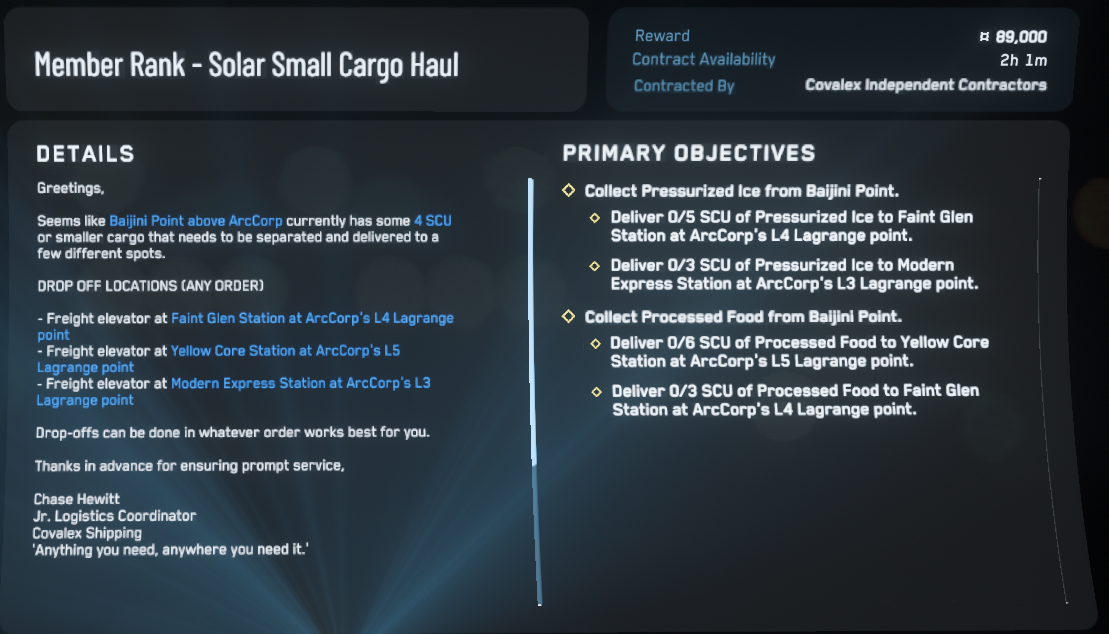 Member Rank - Solar Small Cargo Haul
Reward ¤ 89,000
Contract Availability 2h 1m
Contracted By Covalex Independent Contractors
DETAILS
Greetings,
Seems like Baijini Point above ArcCorp currently has some 4 SCU
or smaller cargo that needs to be separated and delivered to a
few different spots.
DROP OFF LOCATIONS (ANY ORDER)
- Freight elevator at Faint Glen Station at ArcCorp's L4 Lagrange
point
- Freight elevator at Yellow Core Station at ArcCorp's L5
Lagrange point
- Freight elevator at Modern Express Station at ArcCorp's L3
Lagrange point
Drop-offs can be done in whatever order works best for you.
Thanks in advance for ensuring prompt service,
Chase Hewitt
Jr. Logistics Coordinator
Covalex Shipping
'Anything you need, anywhere you need it.'
PRIMARY OBJECTIVES
Collect Pressurized Ice from Baijini Point.
Deliver 0/5 SCU of Pressurized Ice to Faint Glen
Station at ArcCorp's L4 Lagrange point.
Deliver 0/3 SCU of Pressurized Ice to Modern
Express Station at ArcCorp's L3 Lagrange point.
Collect Processed Food from Baijini Point.
Deliver 0/6 SCU of Processed Food to Yellow Core
Station at ArcCorp's L5 Lagrange point.
Deliver 0/3 SCU of Processed Food to Faint Glen
Station at ArcCorp's L4 Lagrange point.